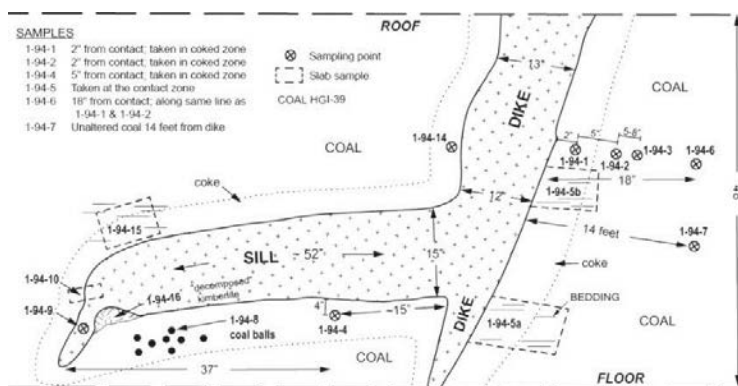 SAMPLES
1-94-1 2" from contact; taken in coked zone
1-94-2 2" from contact; taken in coked zone
1-94-4 5" from contact; taken in coked zone
1-94-5 Taken at the contact zone
1-94-6 18" from contact; along same line as
1-94-1 & 1-94-2
1-94-7 Unaltered coal 14 feet from dike
Sampling point
Slab sample
COAL HGI-39
ROOF
13"
DIKE
COAL
COAL
1-94-14
2"
5"
5-8"
1-94-1
1-94-2
1-94-3
1-94-6
18"
1-94-5b
coke
12"
1-94-15
14 feet
1-94-7
SILL
~52"
15"
coke
1-94-10
1-94-16
"decomposed"
kimberlite
1-94-9
BEDDING
1-94-8
coal balls
4"
1-94-4
~15"
DIKE
1-94-5a
37"
COAL
COAL
FLOOR